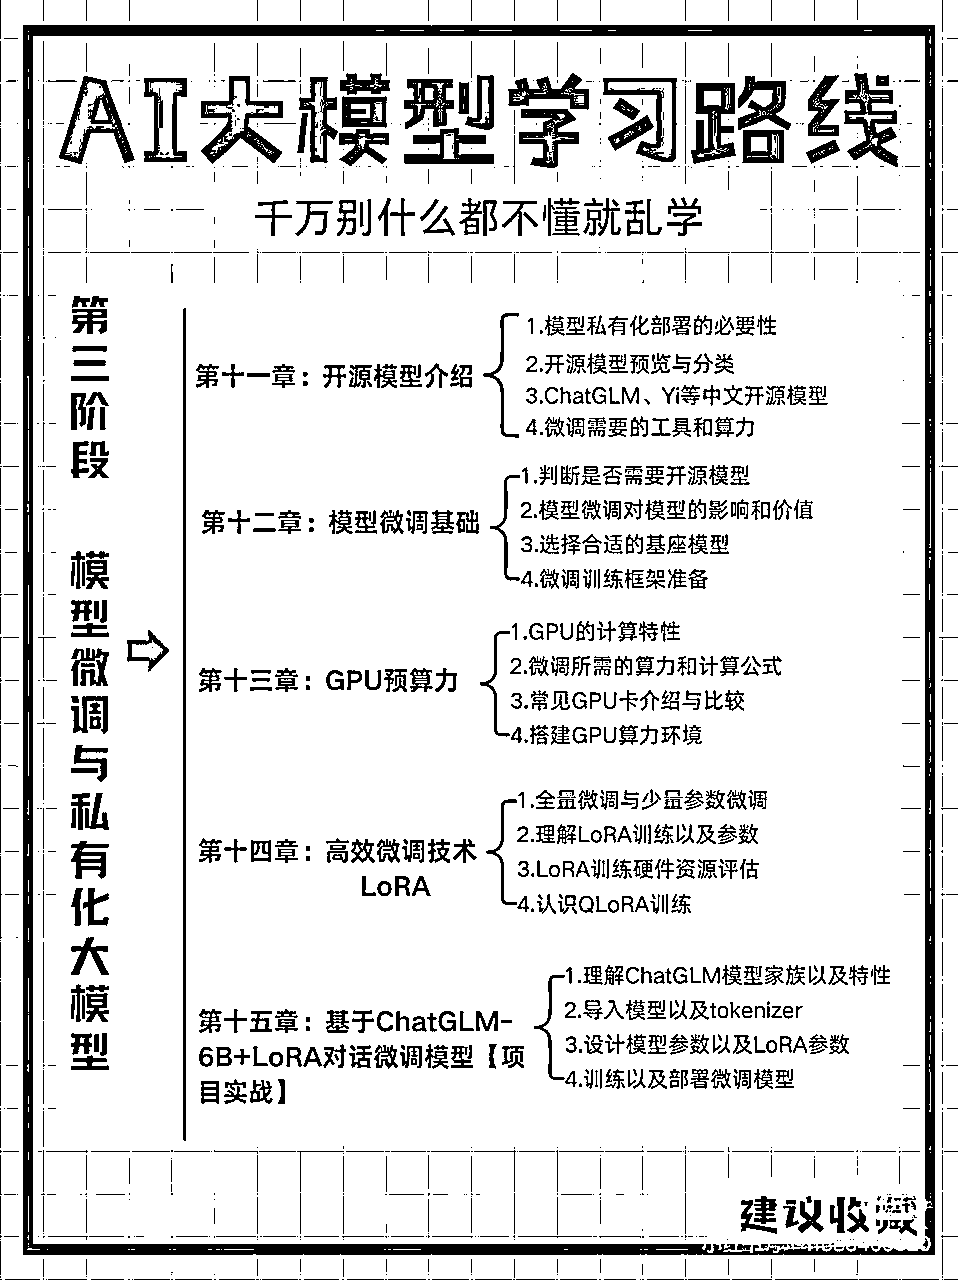 AI大模型学习路线
千万别什么都不懂就乱学
第三阶段 模型微调与私有化大模型
第十一章：开源模型介绍
1.模型私有化部署的必要性
2.开源模型预览与分类
3.ChatGLM、Yi等中文开源模型
4.微调需要的工具和算力
第十二章：模型微调基础
1.判断是否需要开源模型
2.模型微调对模型的影响和价值
3.选择合适的基座模型
4.微调训练框架准备
第十三章：GPU预算力
1.GPU的计算特性
2.微调所需的算力和计算公式
3.常见GPU卡介绍与比较
4.搭建GPU算力环境
第十四章：高效微调技术
LoRA
1.全量微调与少量参数微调
2.理解LoRA训练以及参数
3.LoRA训练硬件资源评估
4.认识QLoRA训练
第十五章：基于ChatGLM-
6B+LoRA对话微调模型【项
目实战】
1.理解ChatGLM模型家族以及特性
2.导入模型以及tokenizer
3.设计模型参数以及LoRA参数
4.训练以及部署微调模型
建议收藏